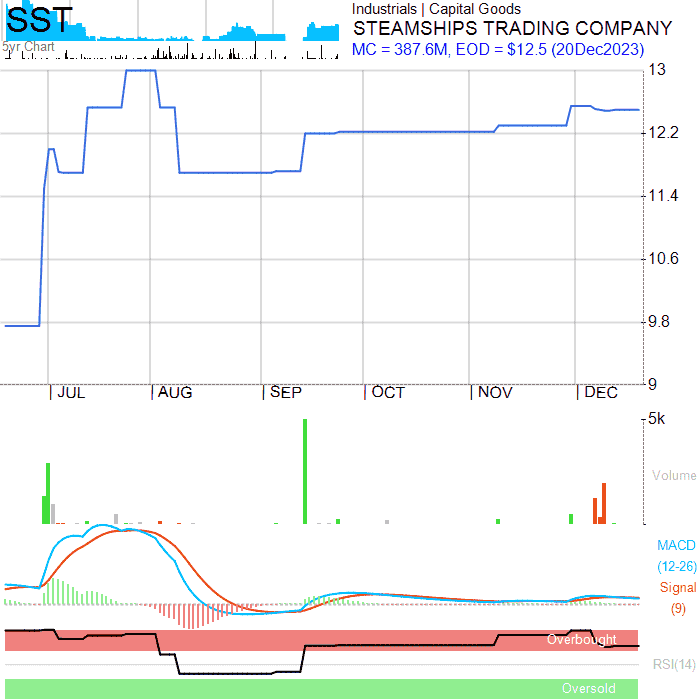 SST
Industrials | Capital Goods
STEAMSHIPS TRADING COMPANY
5yr Chart
MC = 387.6M, EOD = $12.5 (20Dec2023)
13
12.2
11.4
10.6
9.8
9
JUL AUG SEP OCT NOV DEC
5k
Volume
MACD
(12-26)
Signal
(9)
Overbought
RSI(14)
Oversold